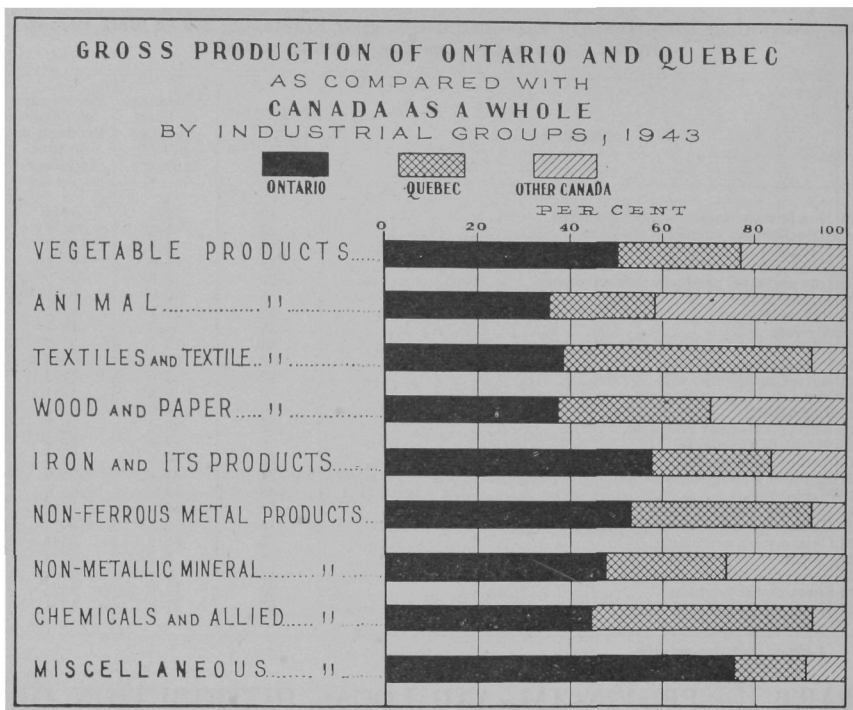 GROSS PRODUCTION OF ONTARIO AND QUEBEC
AS COMPARED WITH
CANADA AS A WHOLE
BY INDUSTRIAL GROUPS, 1943
ONTARIO QUEBEC OTHER CANADA
PER CENT
0 20 40 60 80 100
VEGETABLE PRODUCTS......
ANIMAL.................. " ............
TEXTILES AND TEXTILE.. " ............
WOOD AND PAPER..... " ............
IRON AND ITS PRODUCTS.........
NON-FERROUS METAL PRODUCTS..
NON-METALLIC MINERAL......... " ........
CHEMICALS AND ALLIED...... " ........
MISCELLANEOUS........ " ........